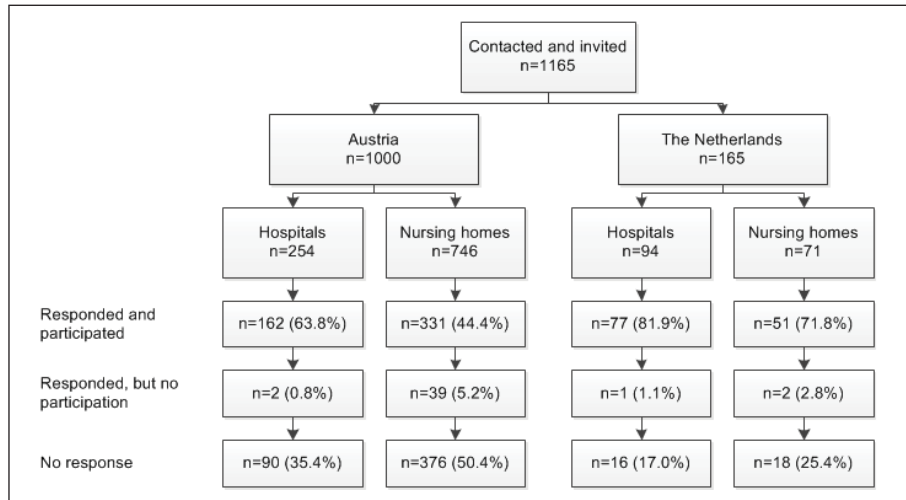 Contacted and invited
n=1165
Austria
n=1000
The Netherlands
n=165
Hospitals
n=254
Nursing homes
n=746
Hospitals
n=94
Nursing homes
n=71
Responded and
participated
n=162 (63.8%)
n=331 (44.4%)
n=77 (81.9%)
n=51 (71.8%)
Responded, but no
participation
n=2 (0.8%)
n=39 (5.2%)
n=1 (1.1%)
n=2 (2.8%)
No response
n=90 (35.4%)
n=376 (50.4%)
n=16 (17.0%)
n=18 (25.4%)